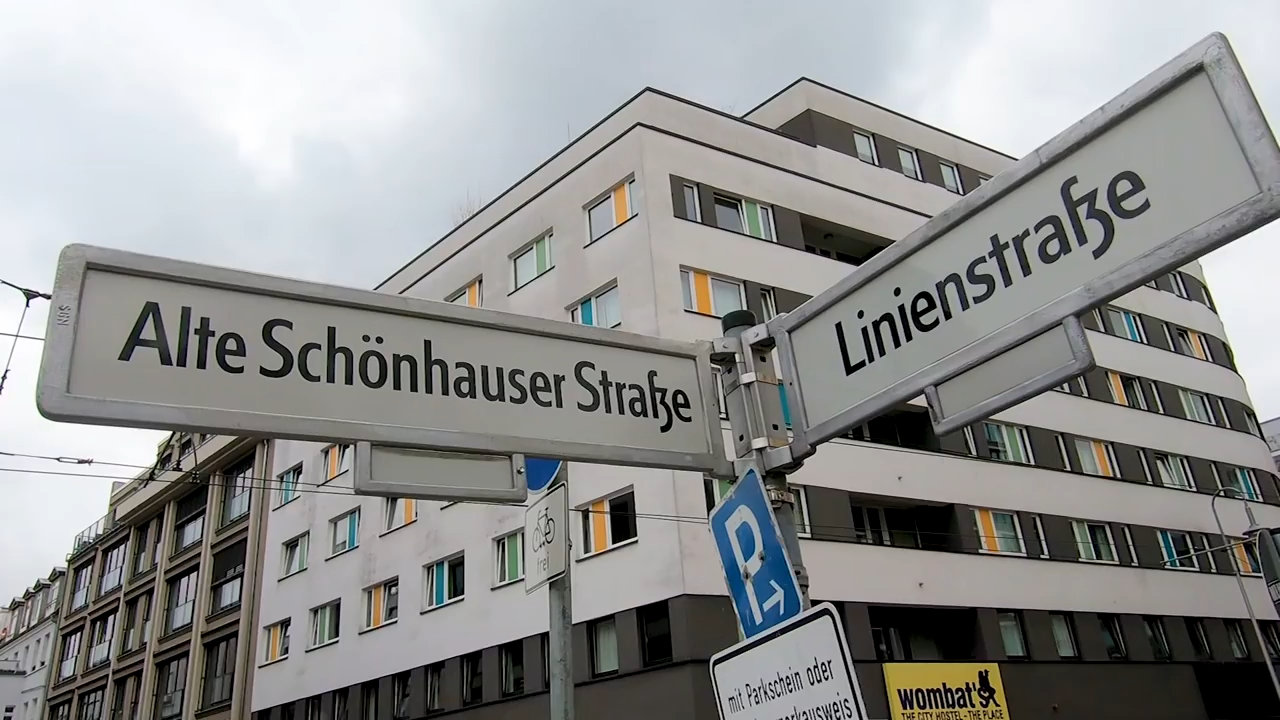 Alte Schönhauser Straße
Linienstraße
frei
P
mit Parkschein oder
wombat's
THE CITY HOSTEL - THE PLACE